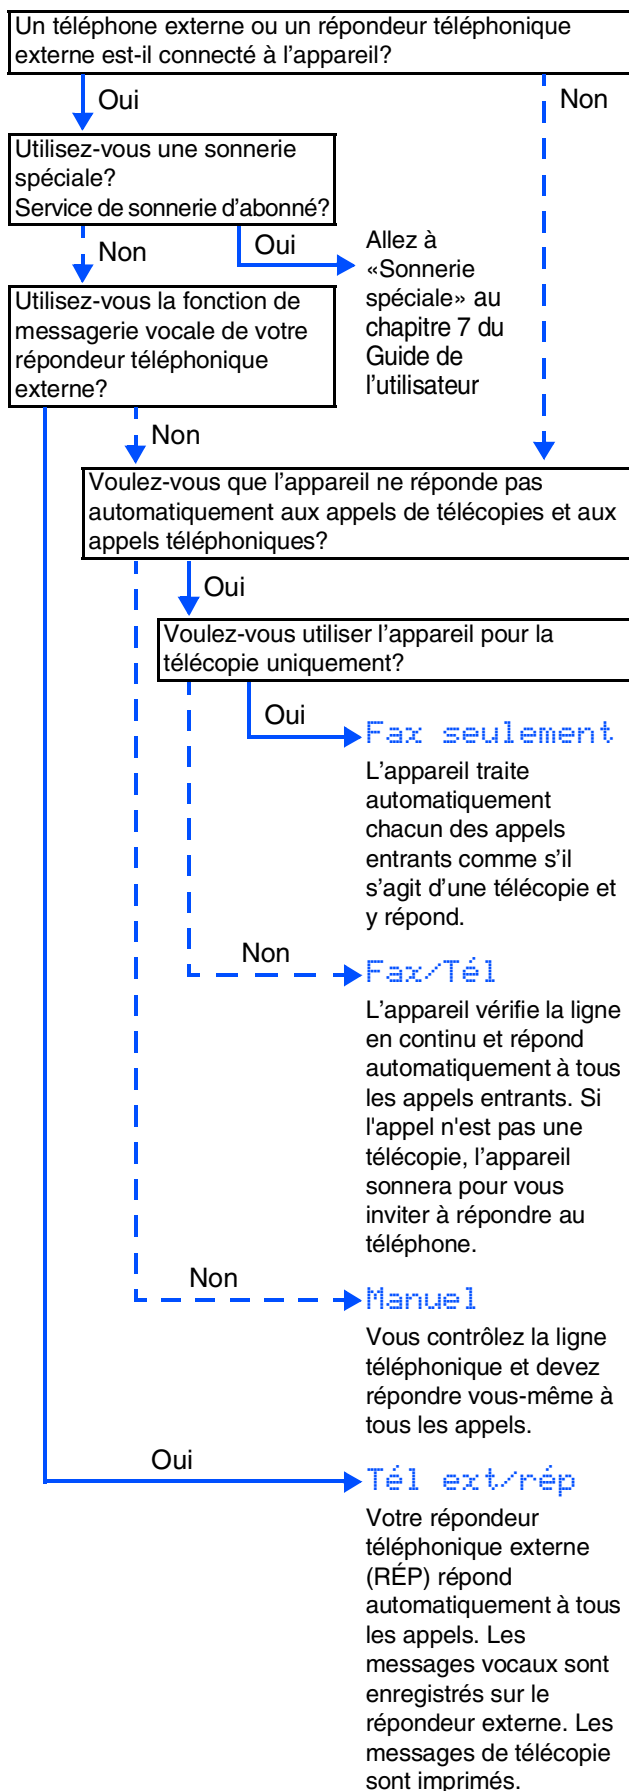 Un téléphone externe ou un répondeur téléphonique
externe est-il connecté à l'appareil?
Oui
Non
Utilisez-vous une sonnerie
spéciale?
Service de sonnerie d'abonné?
Non
Oui
Allez à
«Sonnerie
spéciale» au
chapitre 7 du
Guide de
l'utilisateur
Utilisez-vous la fonction de
messagerie vocale de votre
répondeur téléphonique
externe?
Non
Voulez-vous que l'appareil ne réponde pas
automatiquement aux appels de télécopies et aux
appels téléphoniques?
Oui
Voulez-vous utiliser l'appareil pour la
télécopie uniquement?
Oui
Fax seulement
L'appareil traite
automatiquement
chacun des appels
entrants comme s'il
s'agit d'une télécopie et
y répond.
Non
Fax/Tél
L'appareil vérifie la ligne
en continu et répond
automatiquement à tous
les appels entrants. Si
l'appel n'est pas une
télécopie, l'appareil
sonnera pour vous
inviter à répondre au
téléphone.
Non
Manuel
Vous contrôlez la ligne
téléphonique et devez
répondre vous-même à
tous les appels.
Oui
Tél ext/rép
Votre répondeur
téléphonique externe
(RÉP) répond
automatiquement à tous
les appels. Les
messages vocaux sont
enregistrés sur le
répondeur externe. Les
messages de télécopie
sont imprimés.